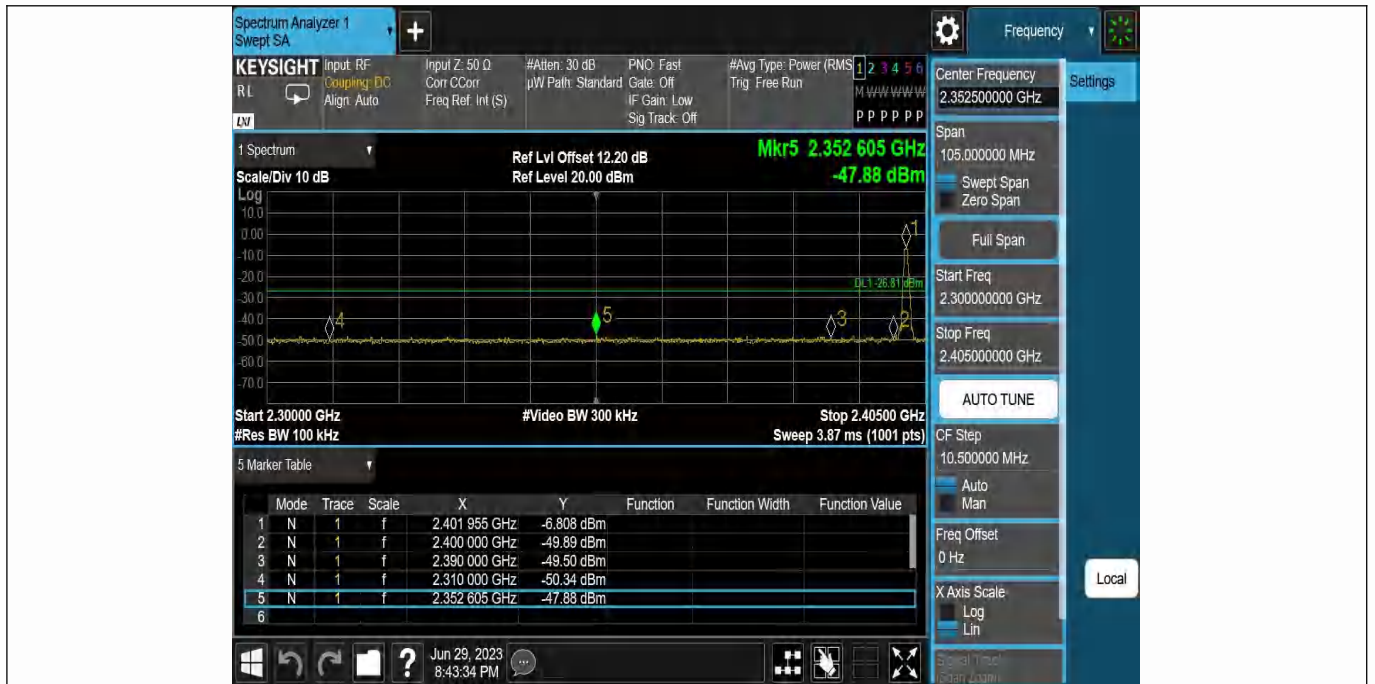 Spectrum Analyzer 1
Swept SA
+
Frequency
KEYSIGHT
RL
LXI
Input: RF
Coupling: DC
Align: Auto
Input Z: 50 Ω
Corr CCorr
Freq Ref: Int (S)
#Atten: 30 dB
µW Path: Standard
PNO: Fast
Gate: Off
IF Gain: Low
Sig Track: Off
#Avg Type: Power (RMS
Trig: Free Run
1 2 3 4 5 6
M W W W W W
P P P P P P
1 Spectrum
Scale/Div 10 dB
Ref Lvl Offset 12.20 dB
Ref Level 20.00 dBm
Mkr5 2.352 605 GHz
-47.88 dBm
Log
10.0
0.00
-10.0
-20.0
-30.0
-40.0
-50.0
-60.0
-70.0
1
DL1 -26.81 dBm
4
5
3
2
Start 2.30000 GHz
#Video BW 300 kHz
Stop 2.40500 GHz
#Res BW 100 kHz
Sweep 3.87 ms (1001 pts)
5 Marker Table
Mode Trace Scale X Y Function Function Width Function Value
1 N 1 f 2.401 955 GHz -6.808 dBm
2 N 1 f 2.400 000 GHz -49.89 dBm
3 N 1 f 2.390 000 GHz -49.50 dBm
4 N 1 f 2.310 000 GHz -50.34 dBm
5 N 1 f 2.352 605 GHz -47.88 dBm
6
?
Jun 29, 2023
8:43:34 PM
Center Frequency
2.352500000 GHz
Settings
Span
105.000000 MHz
Swept Span
Zero Span
Full Span
Start Freq
2.300000000 GHz
Stop Freq
2.405000000 GHz
AUTO TUNE
CF Step
10.500000 MHz
Auto
Man
Freq Offset
0 Hz
X Axis Scale
Log
Lin
Local
Signal Track
(Span Zoom)